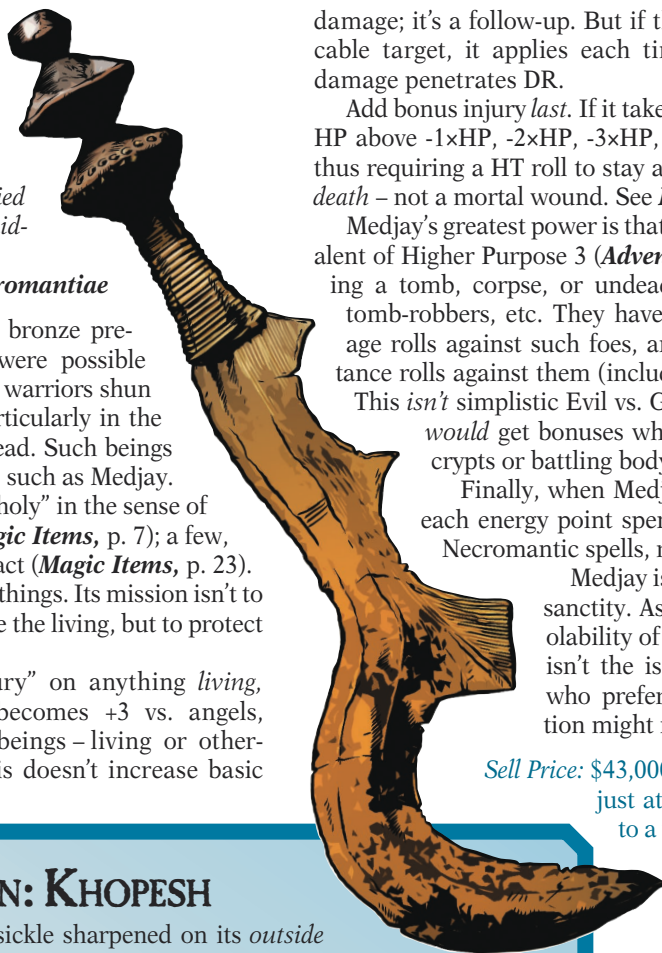 ied
id-
romantiae
bronze pre-
were possible
warriors shun
rticularly in the
ead. Such beings
such as Medjay.
holy” in the sense of
gic Items, p. 7); a few,
act (Magic Items, p. 23).
things. Its mission isn’t to
e the living, but to protect
ury” on anything living,
becomes +3 vs. angels,
beings – living or other-
is doesn’t increase basic
damage; it’s a follow-up. But if th
cable target, it applies each tim
damage penetrates DR.
Add bonus injury last. If it take
HP above -1×HP, -2×HP, -3×HP,
thus requiring a HT roll to stay a
death – not a mortal wound. See
Medjay’s greatest power is that
alent of Higher Purpose 3 (Adver
ing a tomb, corpse, or undead
tomb-robbers, etc. They have
age rolls against such foes, an
tance rolls against them (includ
This isn’t simplistic Evil vs. G
would get bonuses wh
crypts or battling body
Finally, when Medj
each energy point spen
Necromantic spells, n
Medjay is
sanctity. As
olability of
isn’t the is
who prefer
tion might
Sell Price: $43,000
just at
to a
N: KHOPESH
sickle sharpened on its outside